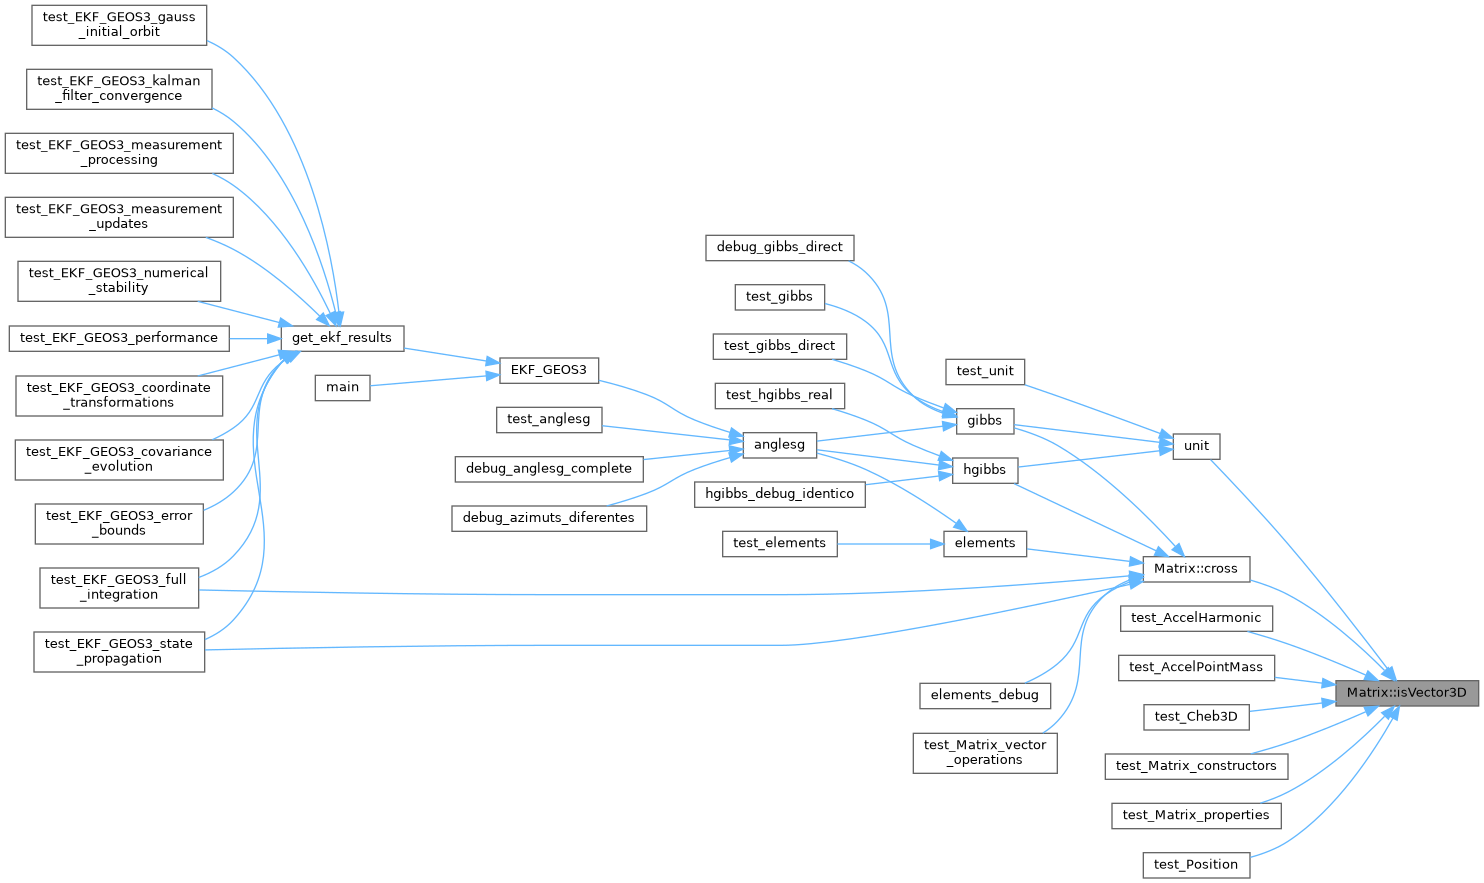 test_EKF_GEOS3_gauss
_initial_orbit
test_EKF_GEOS3_kalman
_filter_convergence
test_EKF_GEOS3_measurement
_processing
test_EKF_GEOS3_measurement
_updates
test_EKF_GEOS3_numerical
_stability
test_EKF_GEOS3_performance
test_EKF_GEOS3_coordinate
_transformations
test_EKF_GEOS3_covariance
_evolution
test_EKF_GEOS3_error
_bounds
test_EKF_GEOS3_full
_integration
test_EKF_GEOS3_state
_propagation
get_ekf_results
main
EKF_GEOS3
test_anglesg
debug_anglesg_complete
debug_azimuts_diferentes
debug_gibbs_direct
test_gibbs
test_gibbs_direct
test_hgibbs_real
anglesg
hgibbs_debug_identico
test_elements
test_unit
gibbs
hgibbs
elements
elements_debug
test_Matrix_vector
_operations
unit
Matrix::cross
test_AccelHarmonic
test_AccelPointMass
test_Cheb3D
test_Matrix_constructors
test_Matrix_properties
test_Position
Matrix::isVector3D